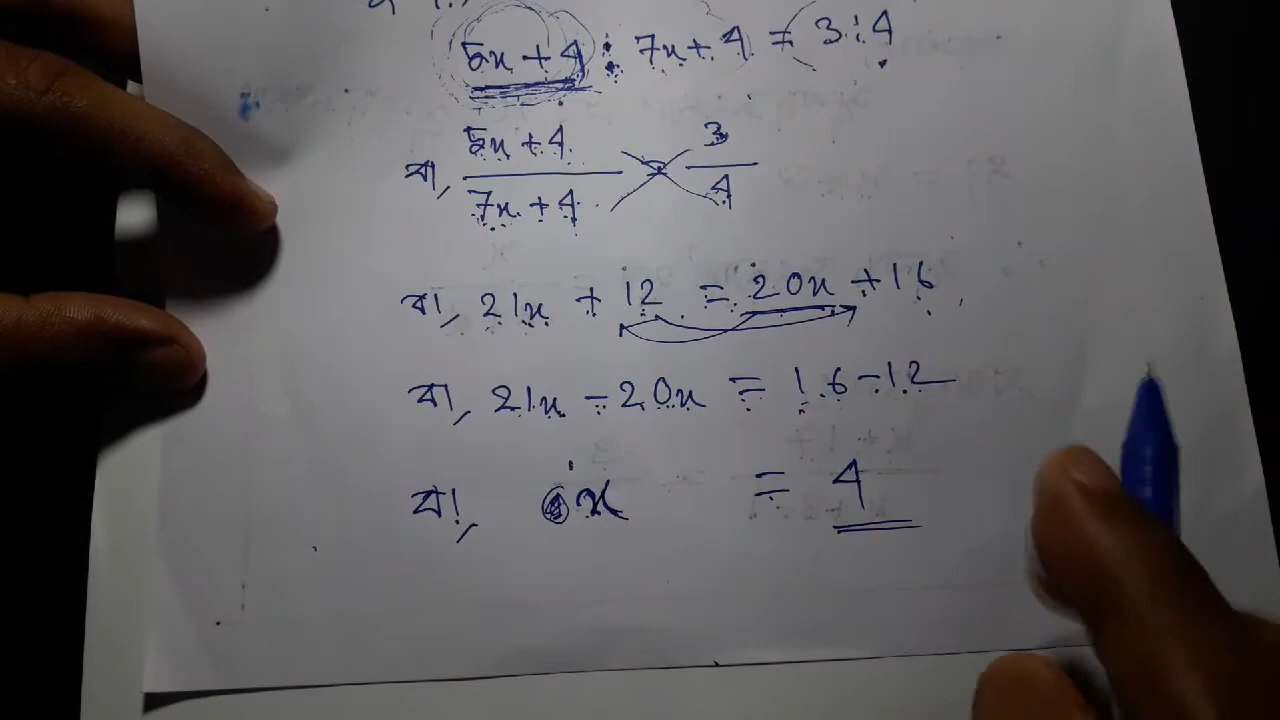 5x + 4 : 7x + 4 = 3 : 4
বা, 5x + 4 / 7x + 4 = 3 / 4
বা, 21x + 12 = 20x + 16
বা, 21x - 20x = 16 - 12
বা, x = 4